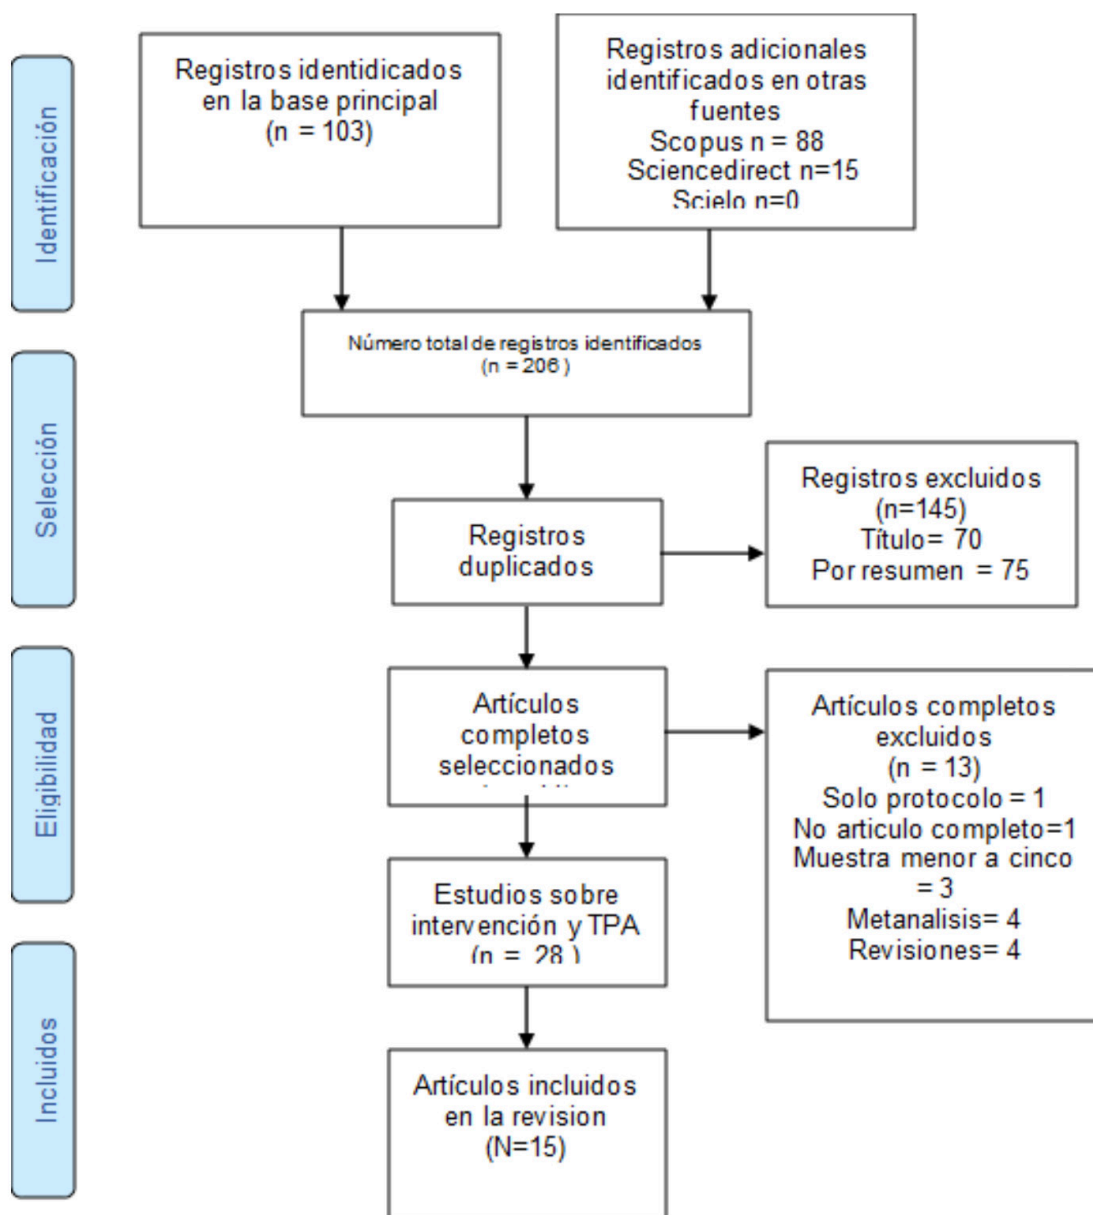 Identificación
Registros identidicados
en la base principal
(n = 103)
Registros adicionales
identificados en otras
fuentes
Scopus n = 88
Sciencedirect n=15
Scielo n=0
Número total de registros identificados
(n = 206 )
Selección
Registros
duplicados
Registros excluidos
(n=145)
Título= 70
Por resumen = 75
Eligibilidad
Artículos
completos
seleccionados
Artículos completos
excluidos
(n = 13)
Solo protocolo = 1
No articulo completo=1
Muestra menor a cinco
= 3
Metanalisis= 4
Revisiones= 4
Estudios sobre
intervención y TPA
(n = 28 )
Incluidos
Artículos incluidos
en la revision
(N=15)